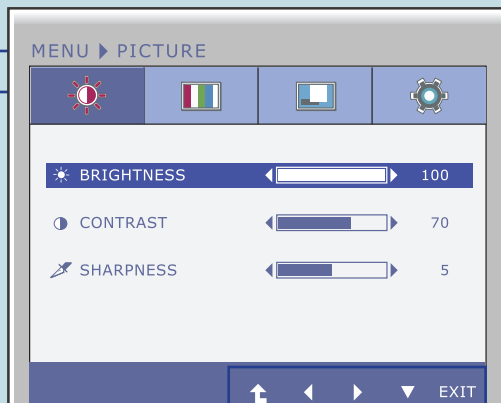 MENU PICTURE
BRIGHTNESS 100
CONTRAST 70
SHARPNESS 5
EXIT